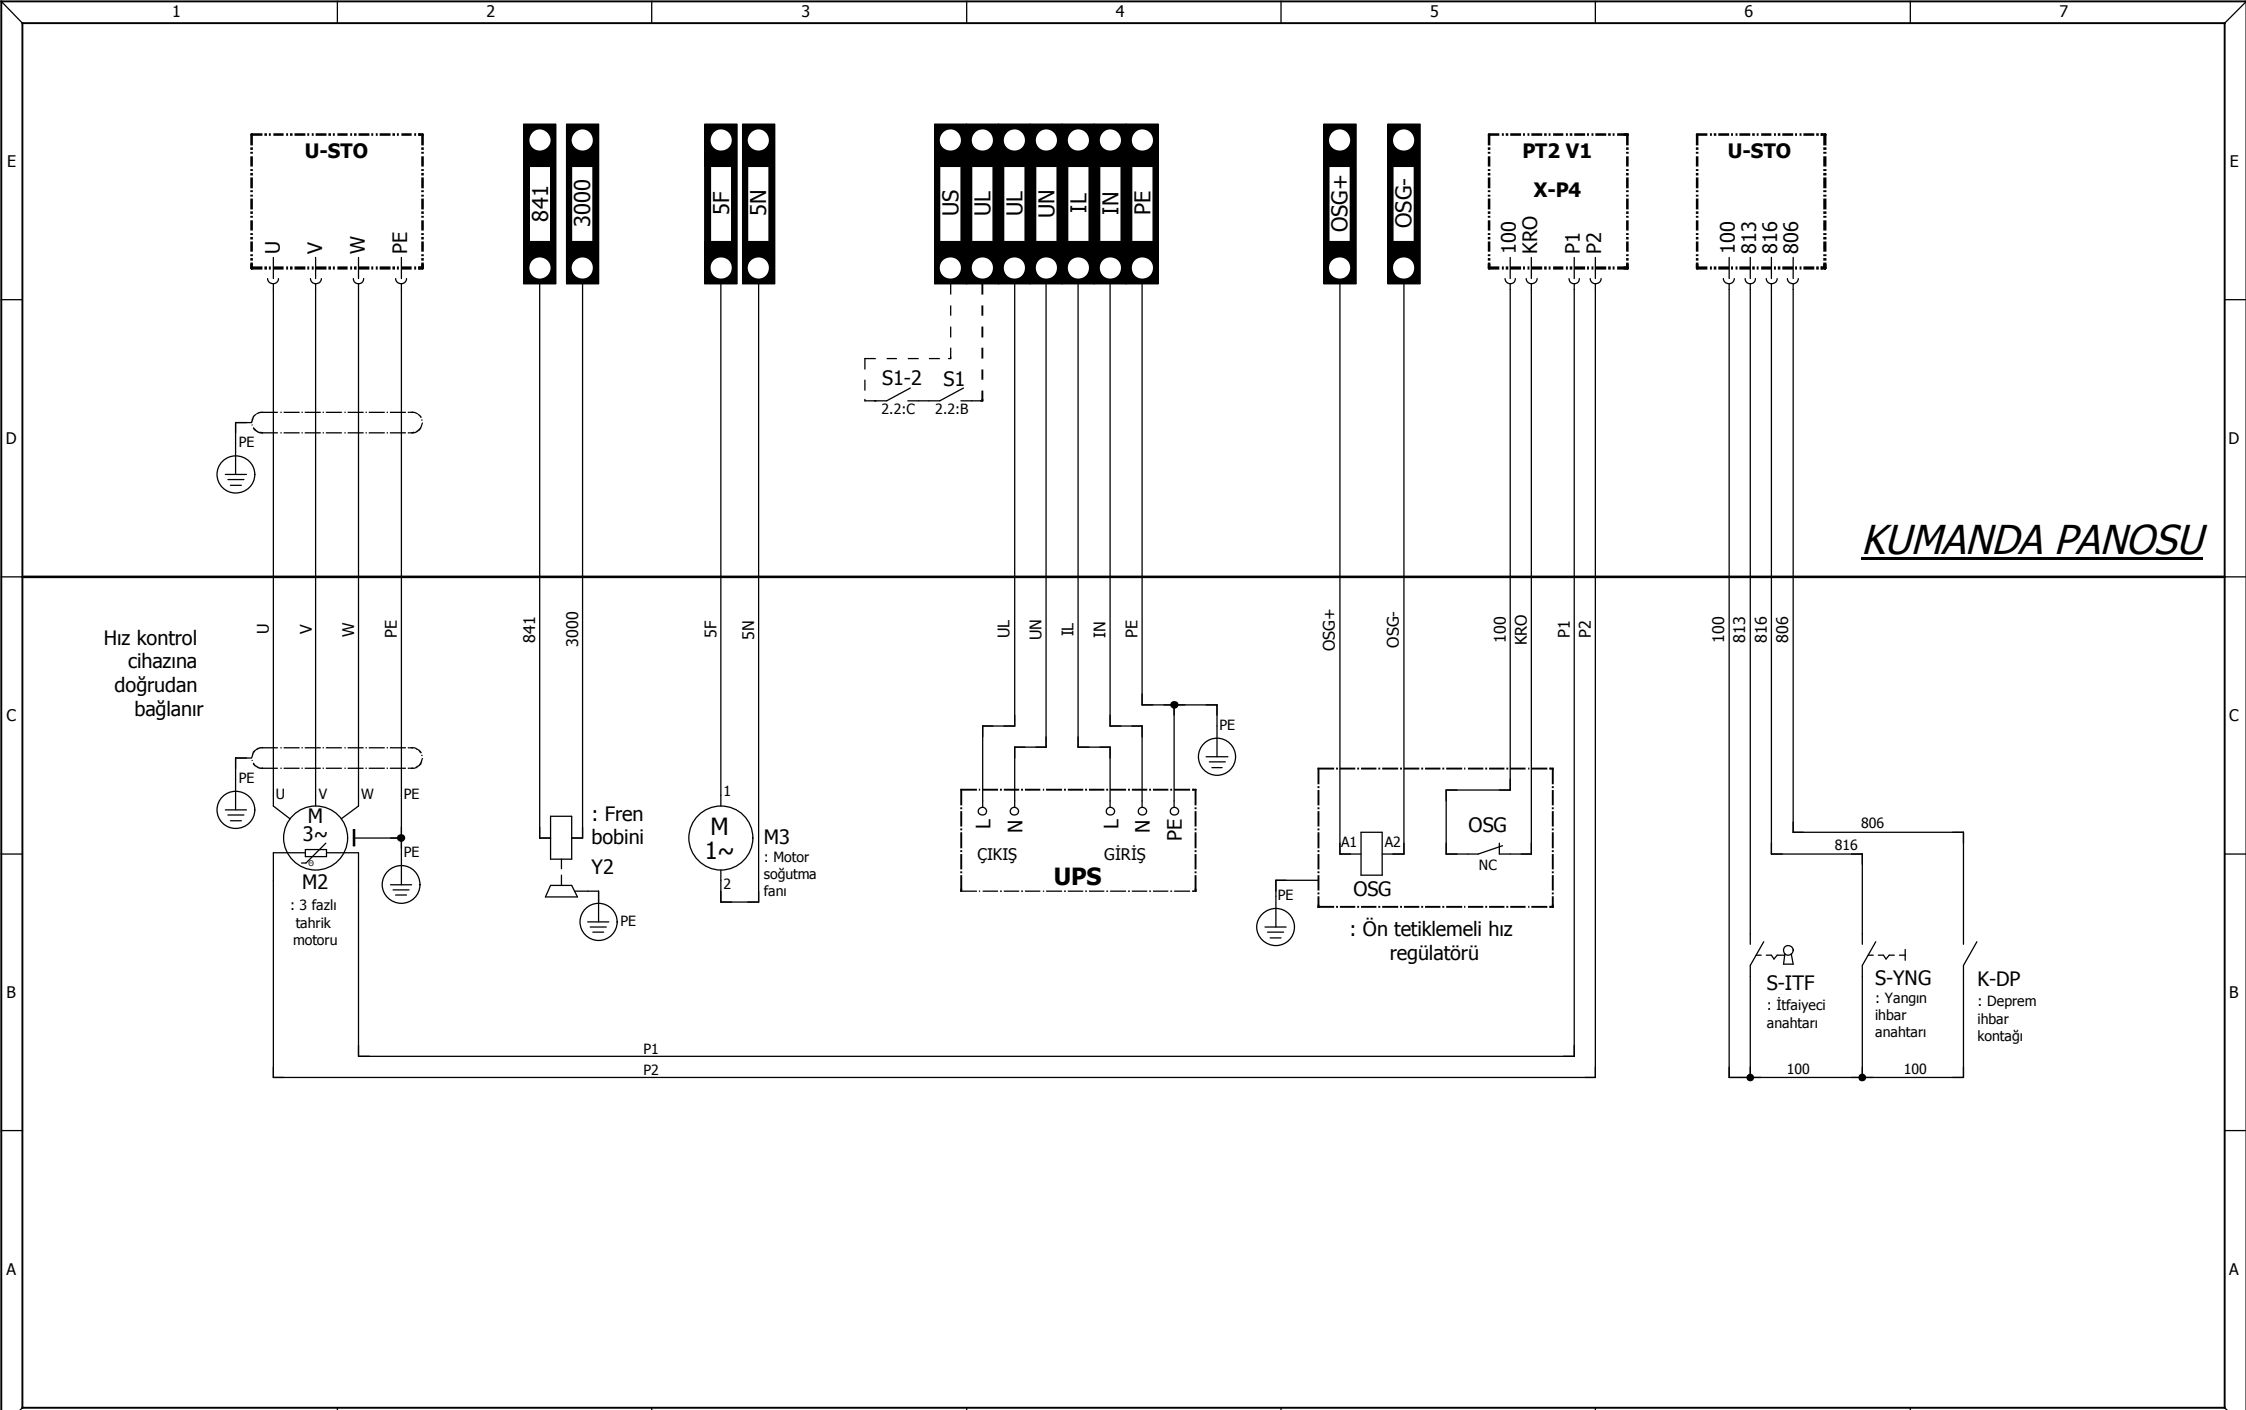 1 2 3 4 5 6 7
E E
U-STO
U V W PE
841 3000
5F 5N
US UL UL UN IL IN PE
OSG+ OSG-
PT2 V1
X-P4
100 KRO P1 P2
U-STO
100 813 816 806
S1-2 S1
2.2:C 2.2:B
D D
PE
KUMANDA PANOSU
Hız kontrol
cihazına
doğrudan
bağlanır
U V W PE
841 3000
5F 5N
UL UN IL IN PE
OSG+ OSG-
100 KRO P1 P2
100 813 816 806
C C
PE
PE
U V W PE
M
3~
PE
M2
: 3 fazlı
tahrik
motoru
: Fren
bobini
Y2
PE
1
M
1~
2
M3
: Motor
soğutma
fanı
L N L N PE
ÇIKIŞ GİRİŞ
UPS
A1 A2
OSG
OSG
NC
PE
: Ön tetiklemeli hız
regülatörü
806
816
S-ITF
: İtfaiyeci
anahtarı
S-YNG
: Yangın
ihbar
anahtarı
K-DP
: Deprem
ihbar
kontağı
B B
P1
P2
100 100
A A